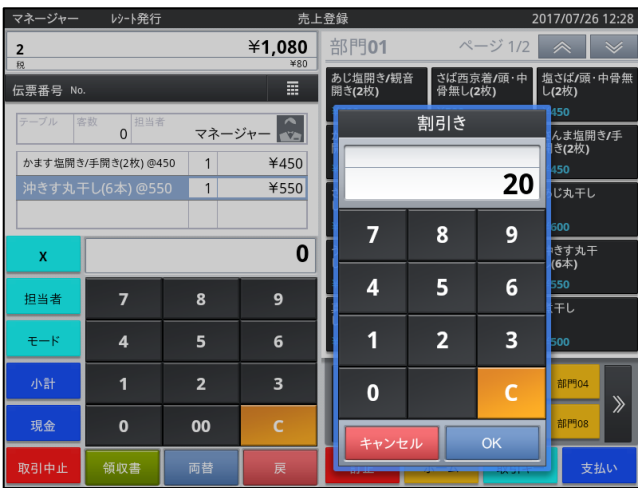 マネージャー レシート発行 売上登録 2017/07/26 12:28
2 ¥1,080
税 ¥80
伝票番号 No.
テーブル 客数 0 担当者 マネージャー
かます塩開き/手開き(2枚) @450 1 ¥450
沖きす丸干し(6本) @550 1 ¥550
X 0
担当者 7 8 9
モード 4 5 6
小計 1 2 3
現金 0 00 C
取引中止 領収書 両替 戻
部門01 ページ 1/2
あじ塩開き/観音開き(2枚)
さば西京着/頭・中骨無し(2枚)
塩さば/頭・中骨無し(2枚)
450
んま塩開き/手
開き(2枚)
450
じ丸干し
600
きす丸干
(6本)
550
干し
500
割引き
20
7 8 9
4 5 6
1 2 3
0 C
キャンセル OK
部門04
部門08
支払い